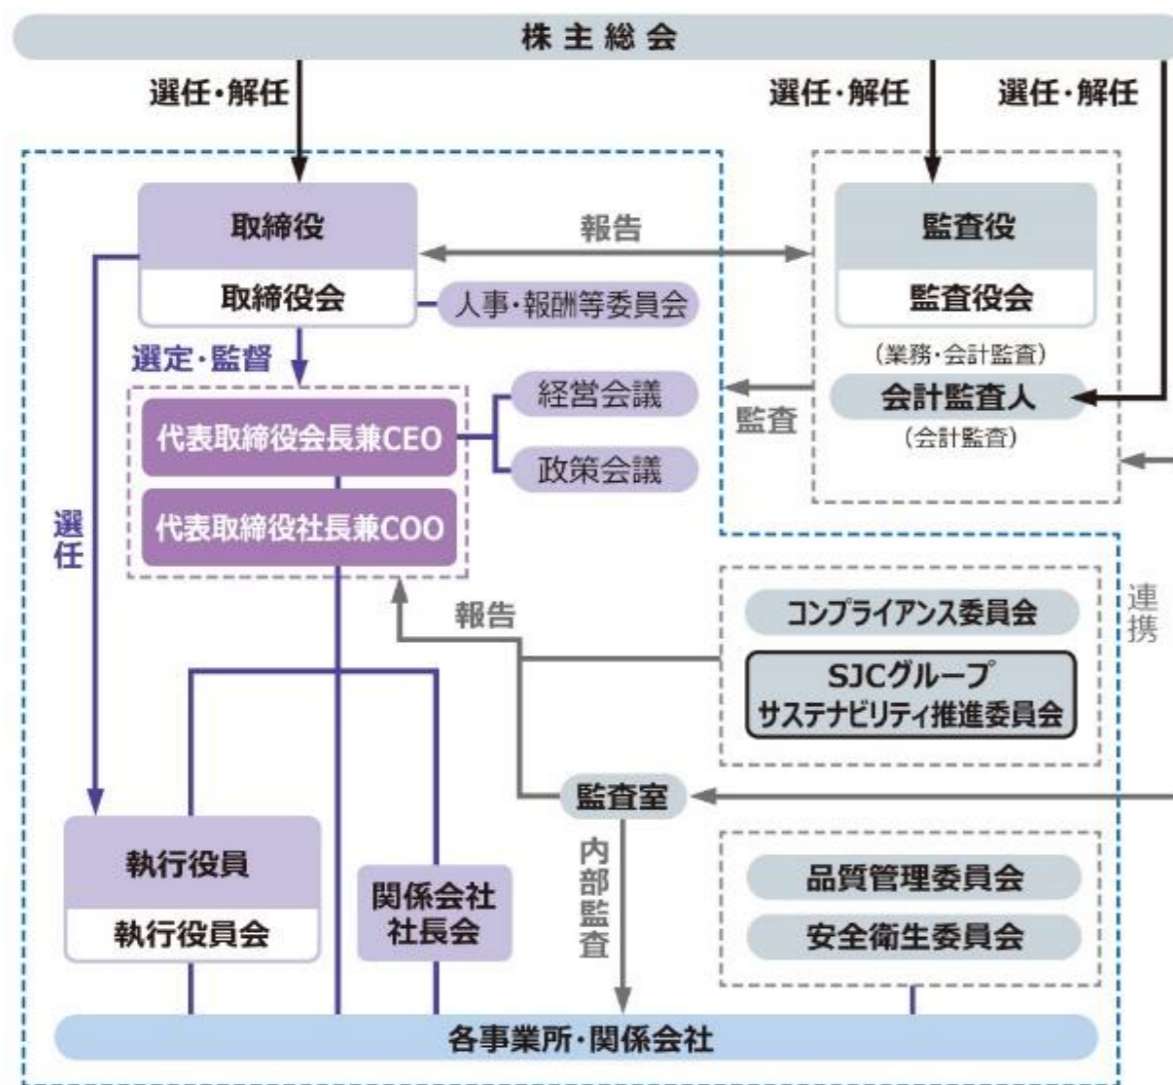 株主総会
選任・解任
選任・解任
選任・解任
取締役
取締役会
報告
監査役
監査役会
人事・報酬等委員会
(業務・会計監査)
選定・監督
会計監査人
(会計監査)
監査
代表取締役会長兼CEO
経営会議
政策会議
代表取締役社長兼COO
選任
報告
コンプライアンス委員会
SJCグループ
サステナビリティ推進委員会
連携
監査室
内部監査
執行役員
執行役員会
関係会社
社長会
品質管理委員会
安全衛生委員会
各事業所・関係会社